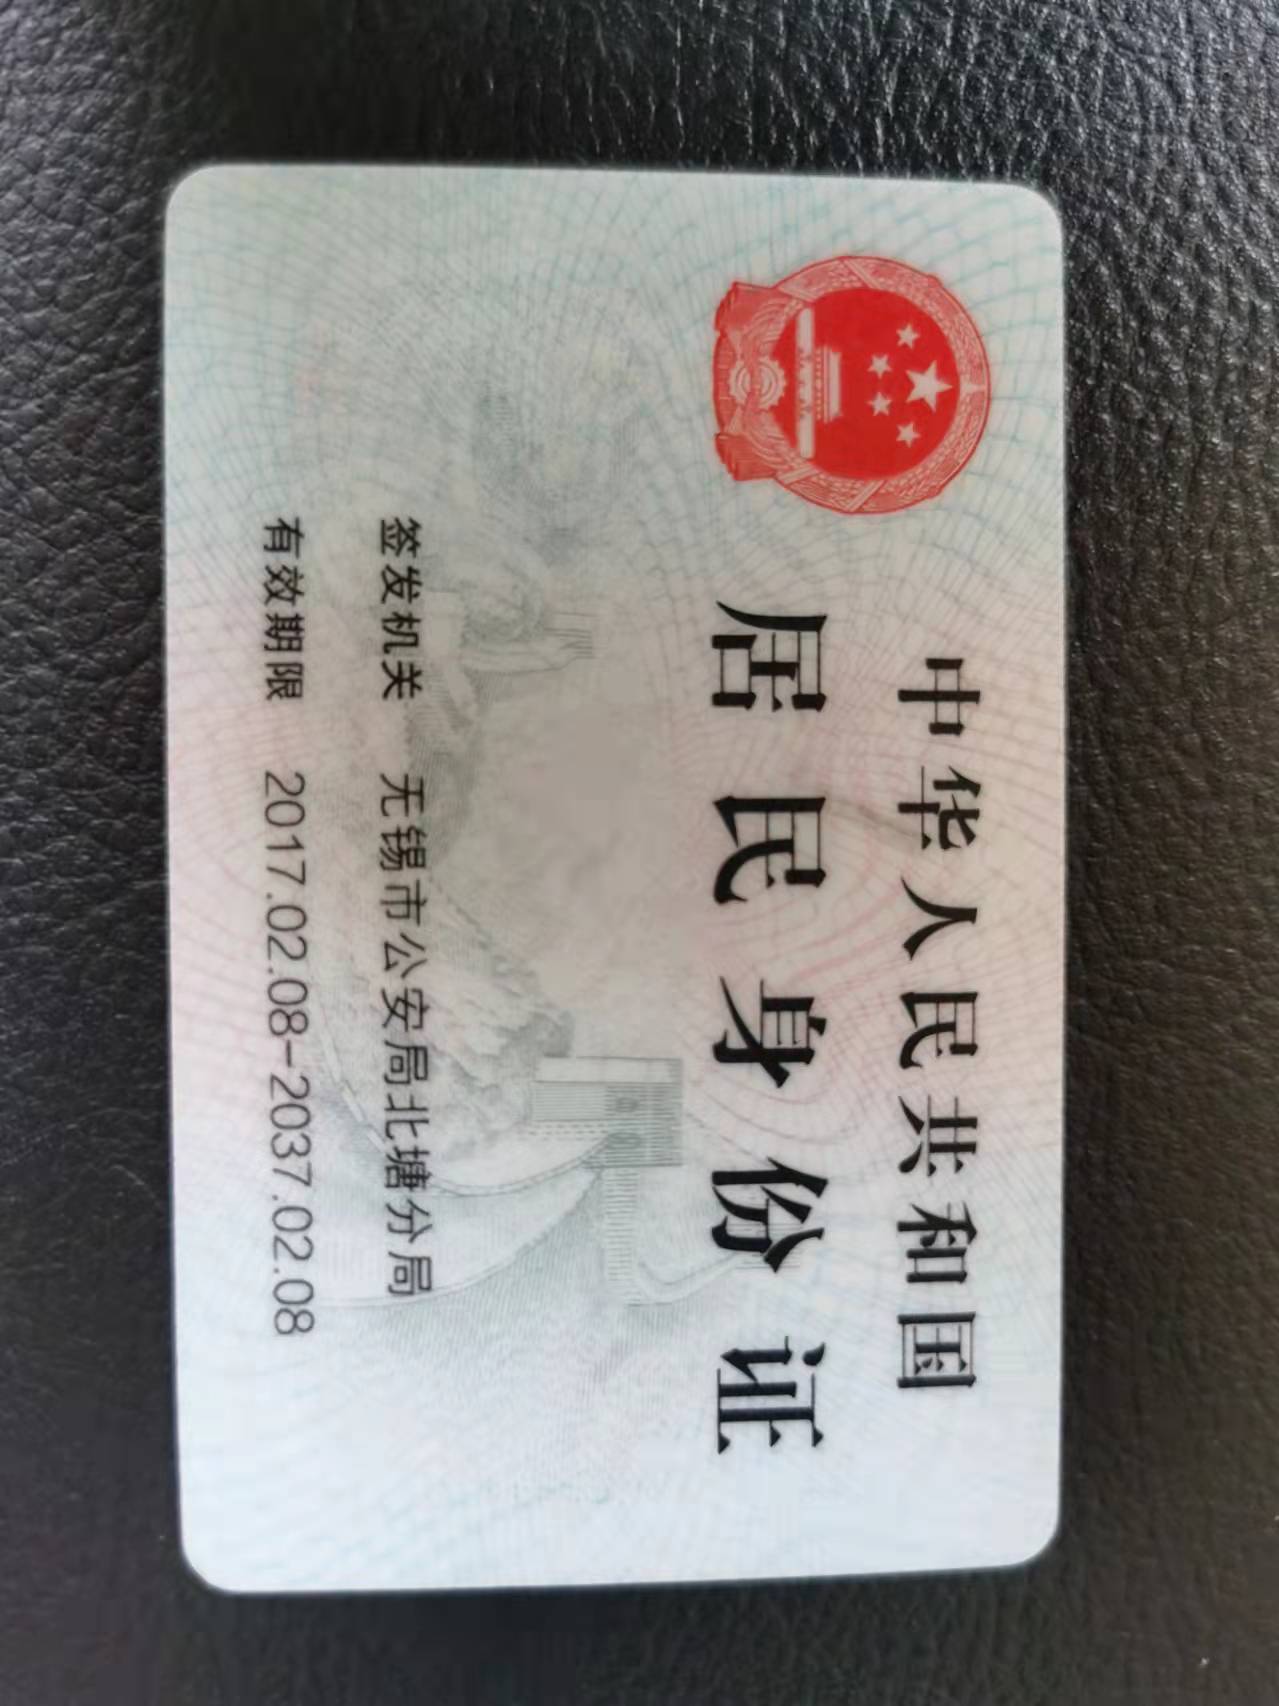 中华人民共和国
居民身份证
签发机关 无锡市公安局北塘分局
有效期限 2017.02.08-2037.02.08